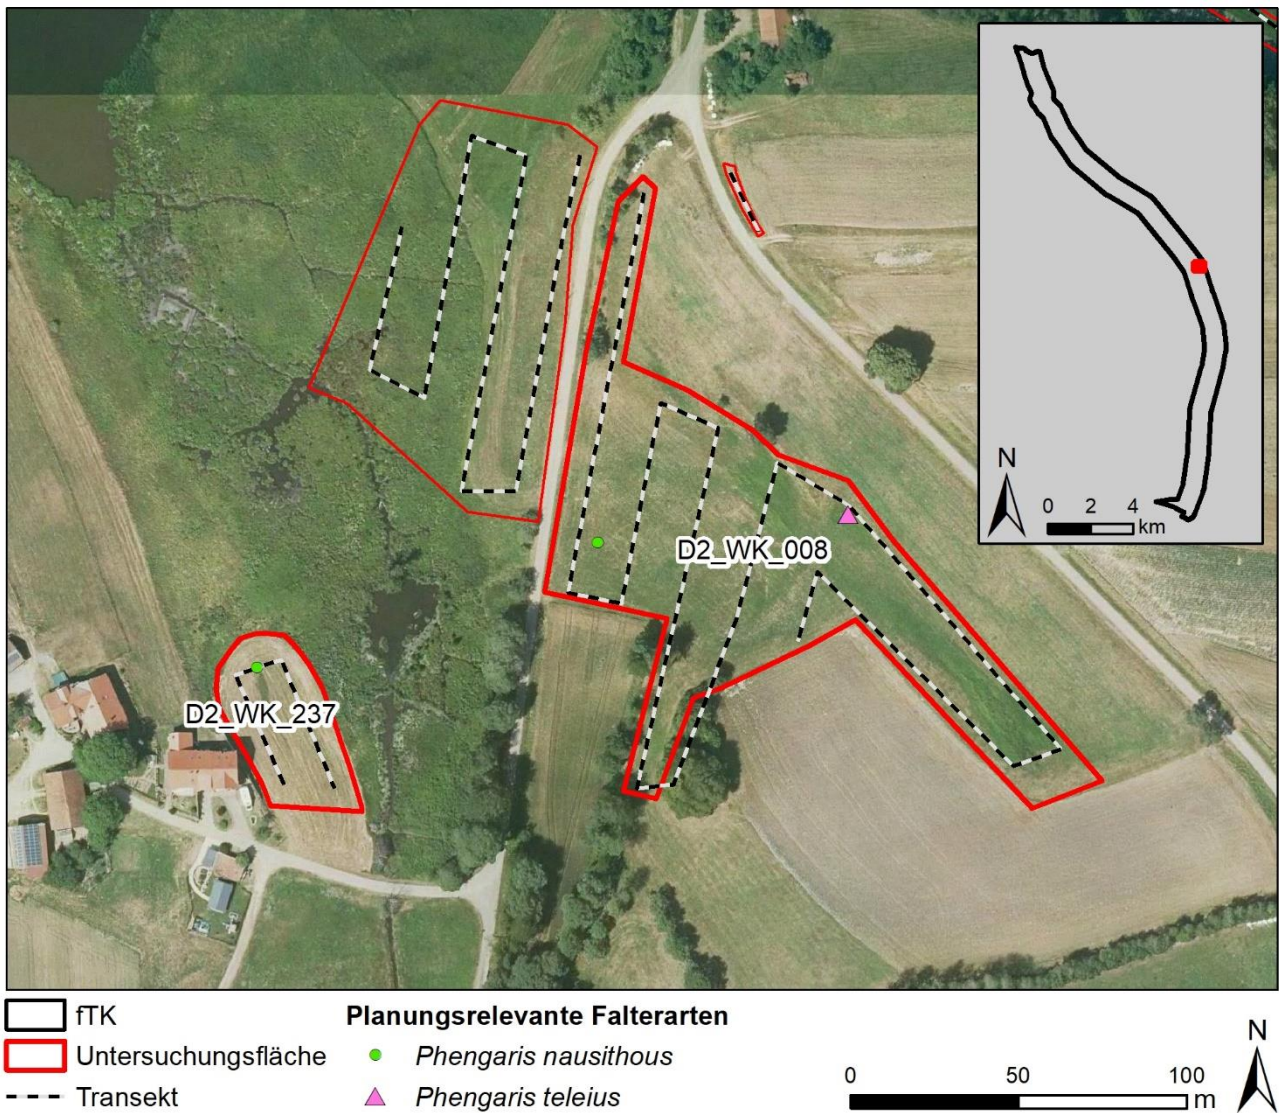 N
0 2 4
km
D2_WK_008
D2_WK_237
fTK
Untersuchungsfläche
Transekt
Planungsrelevante Falterarten
Phengaris nausithous
Phengaris teleius
0 50 100
m
N